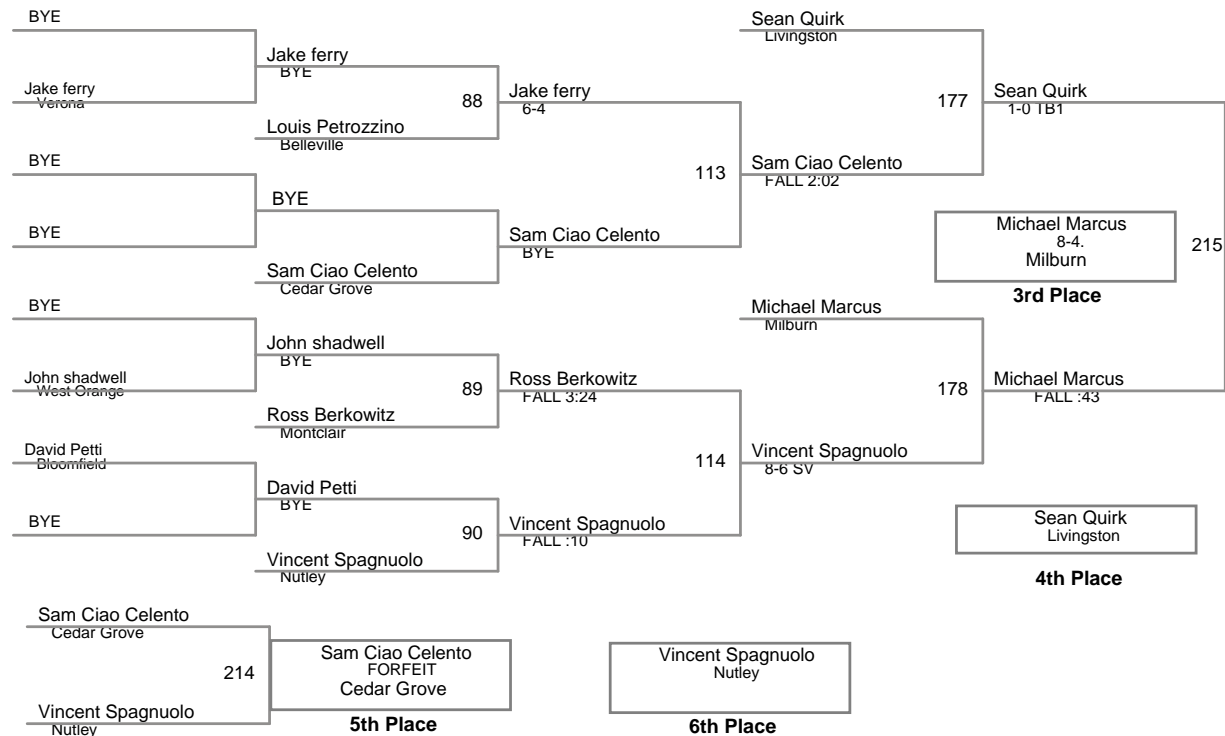 BYE
Jake ferry
Verona
BYE
BYE
BYE
John shadwell
West Orange
David Petti
Bloomfield
BYE
Jake ferry
BYE
88
Louis Petrozzino
Belleville
BYE
Sam Ciao Celento
Cedar Grove
John shadwell
BYE
89
Ross Berkowitz
Montclair
David Petti
BYE
90
Vincent Spagnuolo
Nutley
Jake ferry
6-4
113
Sam Ciao Celento
BYE
Ross Berkowitz
FALL 3:24
114
Vincent Spagnuolo
FALL :10
Sean Quirk
Livingston
177
Sam Ciao Celento
FALL 2:02
Michael Marcus
Milburn
178
Vincent Spagnuolo
8-6 SV
Sean Quirk
1-0 TB1
Michael Marcus
8-4.
Milburn
215
3rd Place
Michael Marcus
FALL :43
Sean Quirk
Livingston
4th Place
Sam Ciao Celento
Cedar Grove
214
Vincent Spagnuolo
Nutley
Sam Ciao Celento
FORFEIT
Cedar Grove
5th Place
Vincent Spagnuolo
Nutley
6th Place